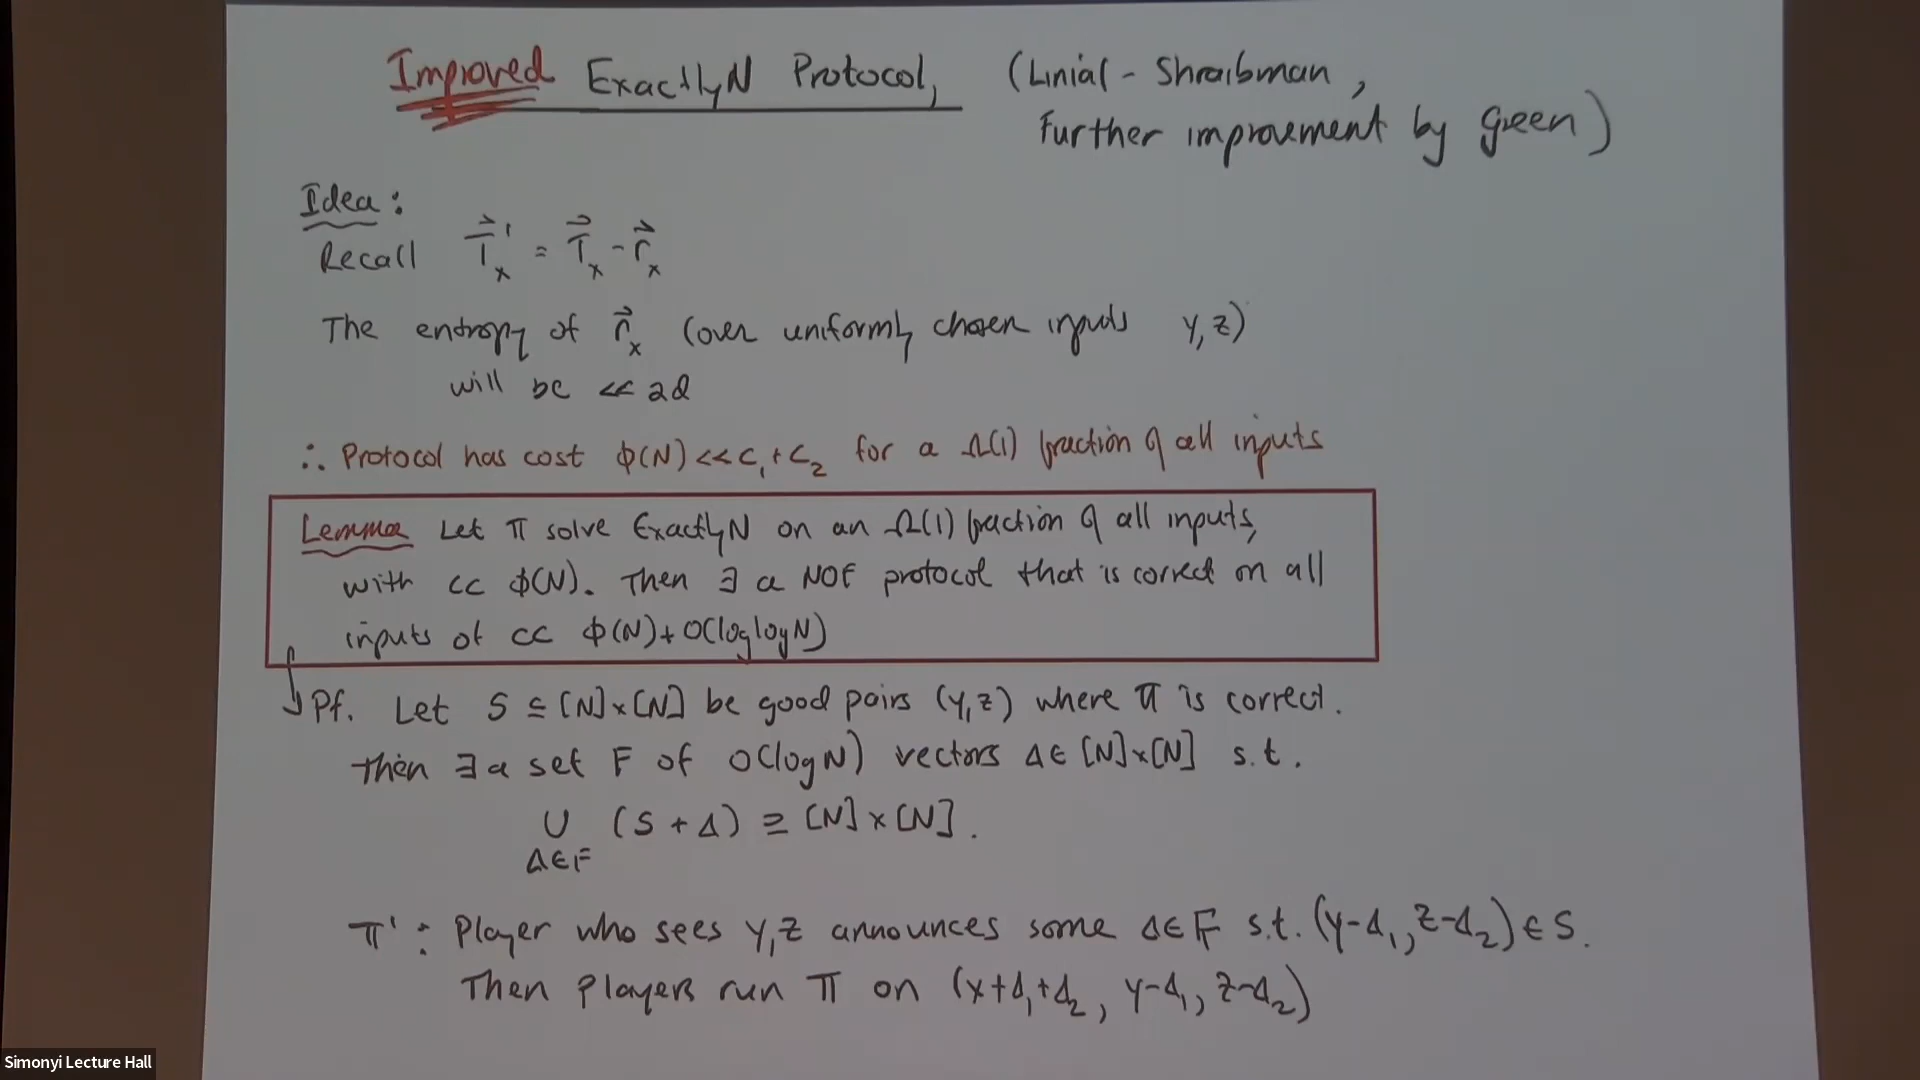 Improved ExactlyN Protocol, (Linial - Shraibman,
Further improvement by Green)
Idea:
Recall T⃗'ₓ = T⃗ₓ - r⃗ₓ
The entropy of r⃗ₓ (over uniformly chosen inputs y,z)
will be << 2d
∴ Protocol has cost φ(N) << c₁+c₂ for a Ω(1) fraction of all inputs
Lemma Let π solve ExactlyN on an Ω(1) fraction of all inputs,
with cc φ(N). Then ∃ a NOF protocol that is correct on all
inputs of cc φ(N)+O(loglogN)
Pf. Let S ⊆ [N]×[N] be good pairs (y,z) where π is correct.
Then ∃ a set F of O(logN) vectors Δ∈[N]×[N] s.t.
∪ (S+Δ) ⊇ [N]×[N].
Δ∈F
π': Player who sees y,z announces some Δ∈F s.t. (y-Δ₁, z-Δ₂)∈S.
Then players run π on (x+Δ₁+Δ₂, y-Δ₁, z-Δ₂)
Simonyi Lecture Hall